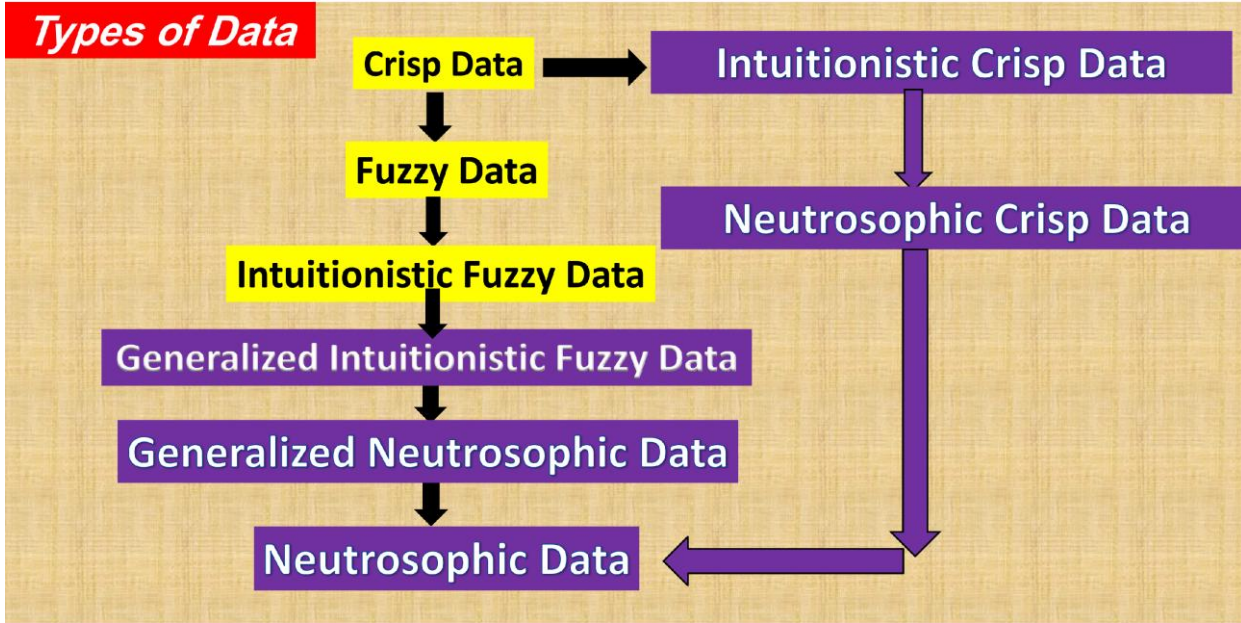 Types of Data
Crisp Data
Intuitionistic Crisp Data
Fuzzy Data
Neutrosophic Crisp Data
Intuitionistic Fuzzy Data
Generalized Intuitionistic Fuzzy Data
Generalized Neutrosophic Data
Neutrosophic Data